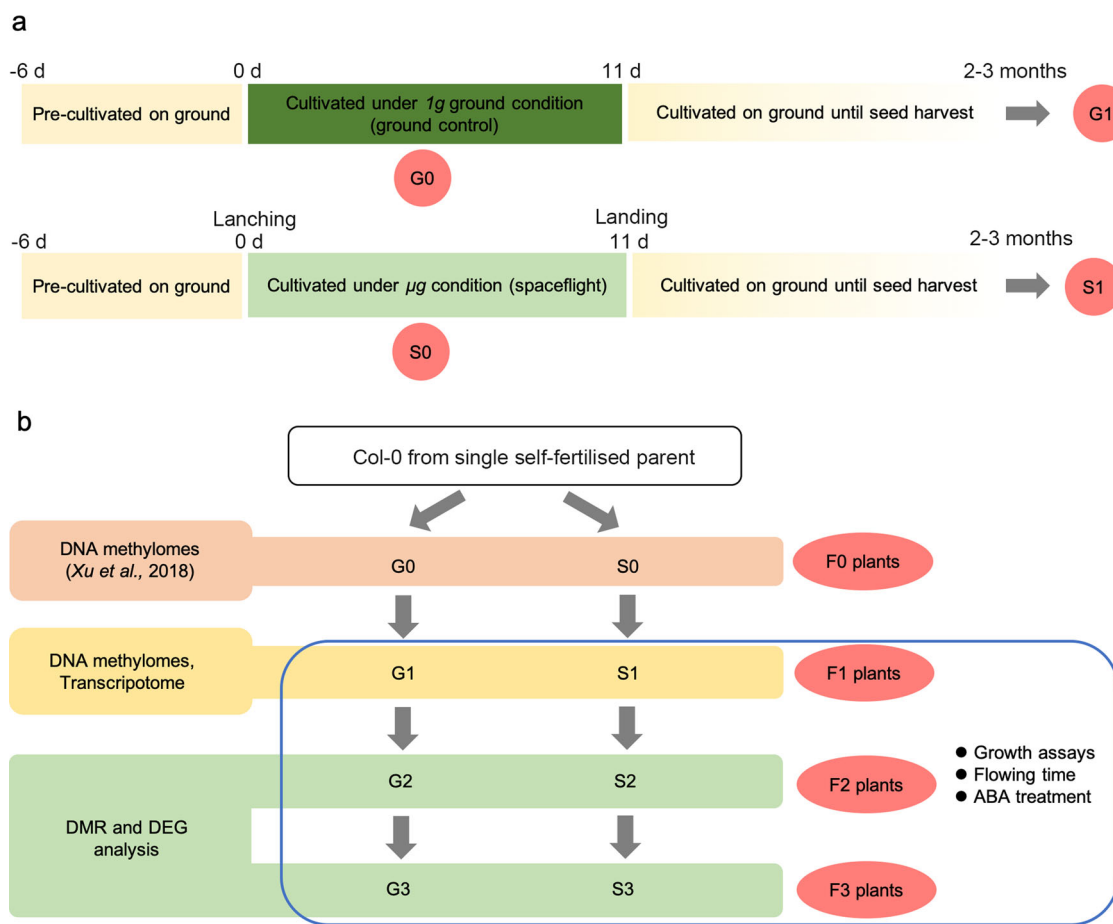 a
-6 d
0 d
11 d
2-3 months
Pre-cultivated on ground
Cultivated under 1g ground condition
(ground control)
Cultivated on ground until seed harvest
G1
G0
Lanching
Landing
-6 d
0 d
11 d
2-3 months
Pre-cultivated on ground
Cultivated under µg condition (spaceflight)
Cultivated on ground until seed harvest
S1
S0
b
Col-0 from single self-fertilised parent
DNA methylomes
(Xu et al., 2018)
G0
S0
F0 plants
DNA methylomes,
Transcripotome
G1
S1
F1 plants
G2
S2
F2 plants
Growth assays
Flowing time
ABA treatment
DMR and DEG
analysis
G3
S3
F3 plants